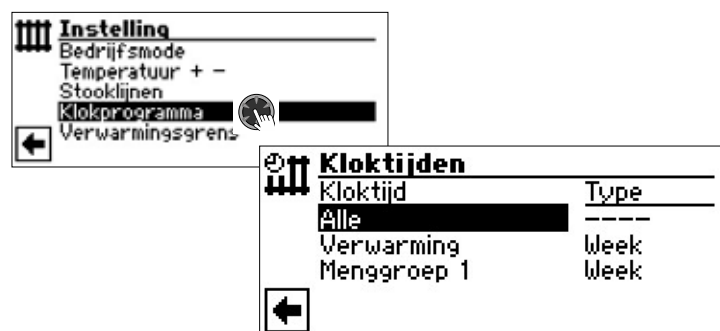 Instelling
Bedrijfsmode
Temperatuur + -
Stooklijnen
Klokprogramma
Verwarmingsgrens
Kloktijden
Kloktijd Type
Alle ----
Verwarming Week
Menggroep 1 Week